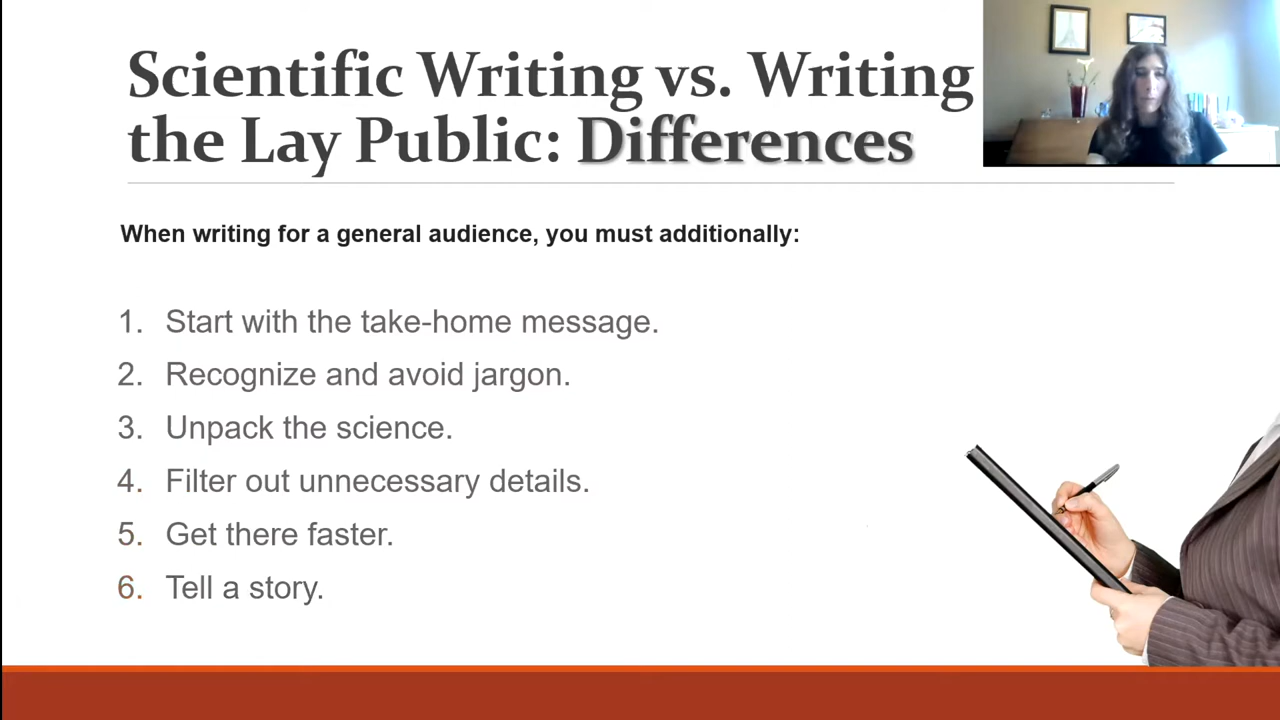 Scientific Writing vs. Writing
the Lay Public: Differences
When writing for a general audience, you must additionally:
1. Start with the take-home message.
2. Recognize and avoid jargon.
3. Unpack the science.
4. Filter out unnecessary details.
5. Get there faster.
6. Tell a story.